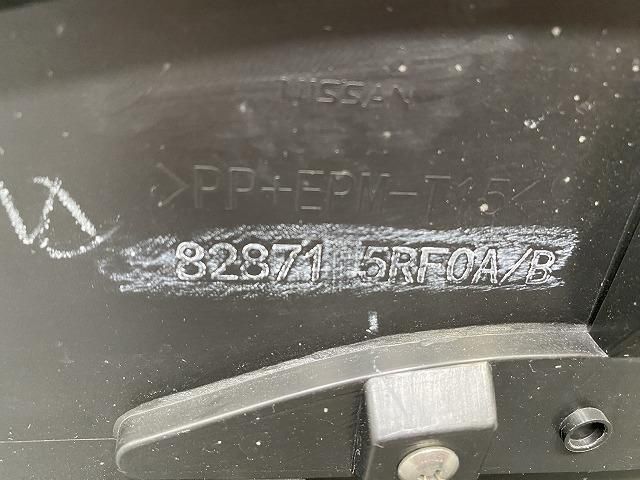 NISSAN
>PP+EPM-T15<
82871 5RF0A/B